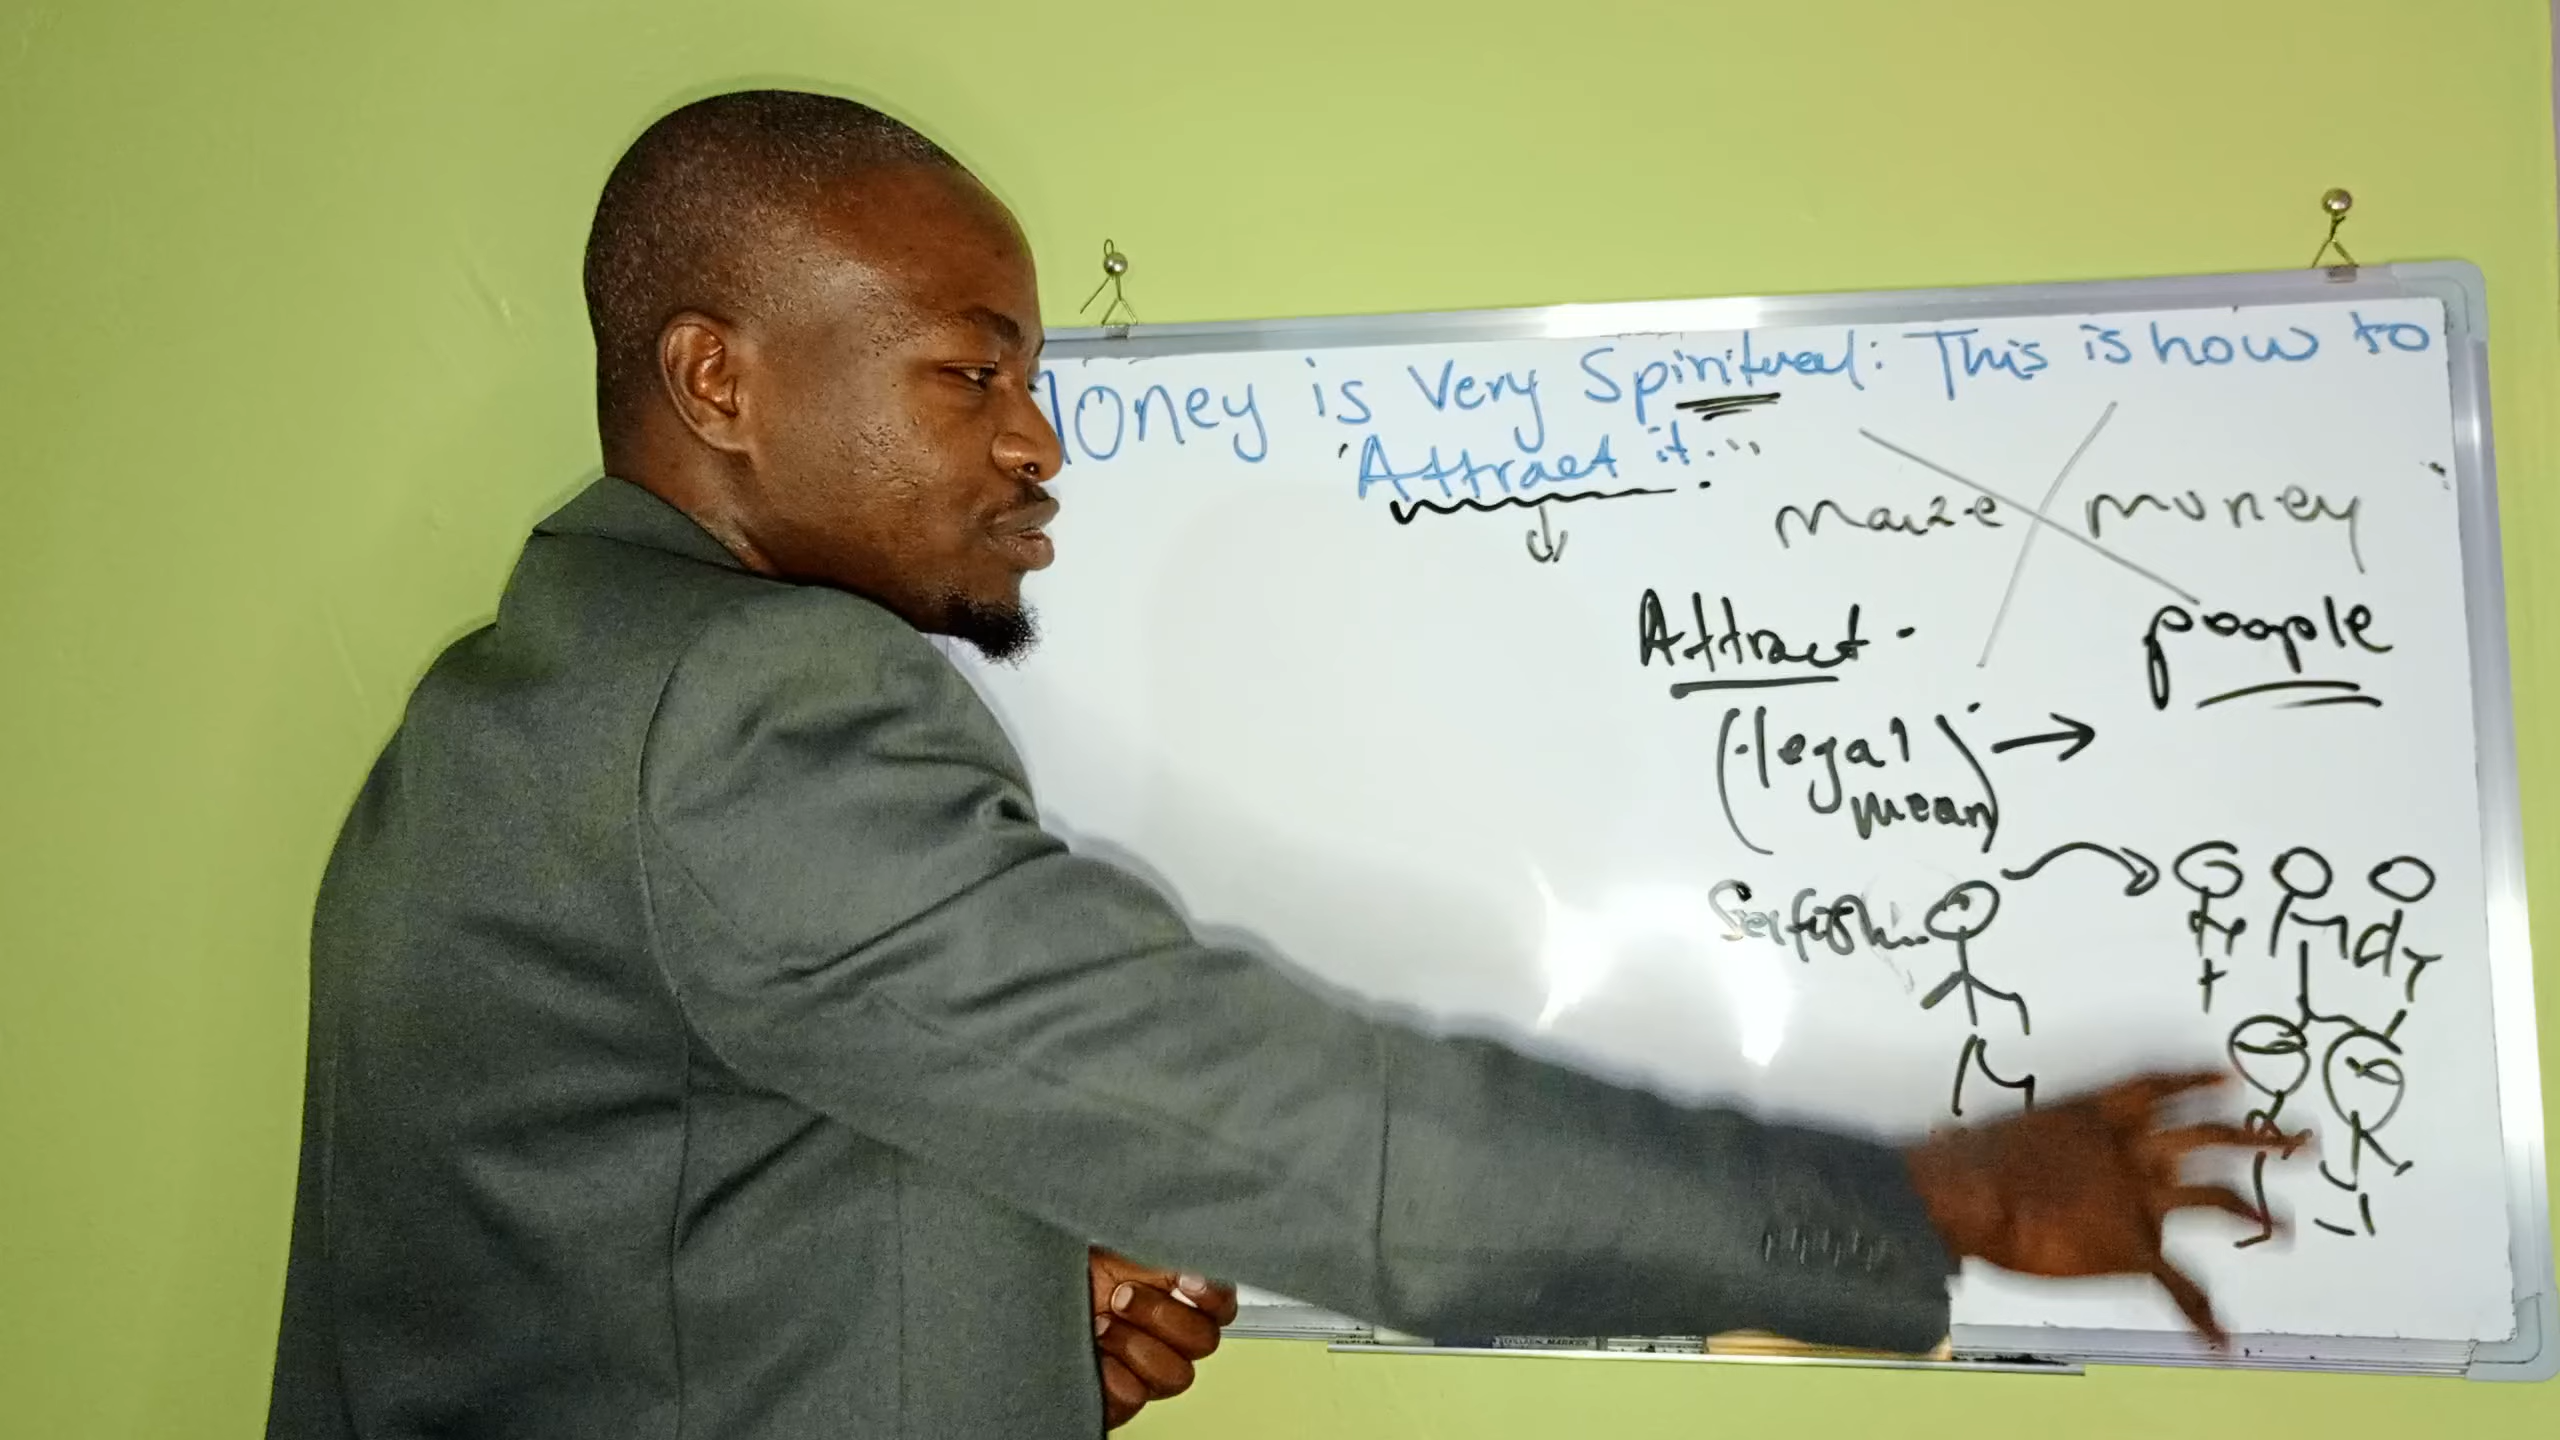 Money is Very Spiritual: This is how to
'Attract it..."
Maize money
Attract.
people
(legal
mean)
Selfish